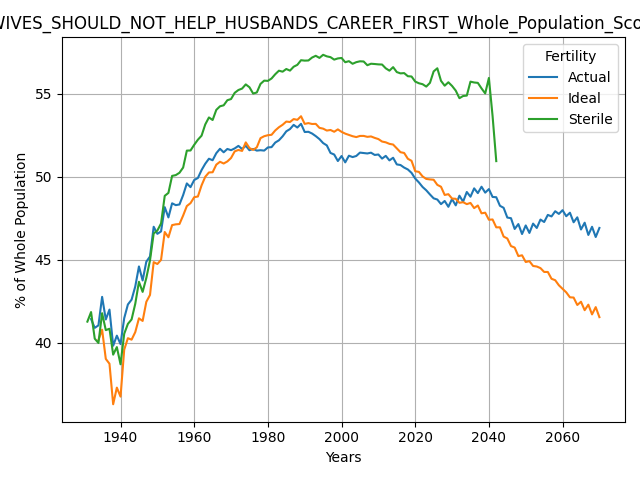 WIVES_SHOULD_NOT_HELP_HUSBANDS_CAREER_FIRST_Whole_Population_Sco
Fertility
Actual
Ideal
Sterile
% of Whole Population
55
50
45
40
1940 1960 1980 2000 2020 2040 2060
Years